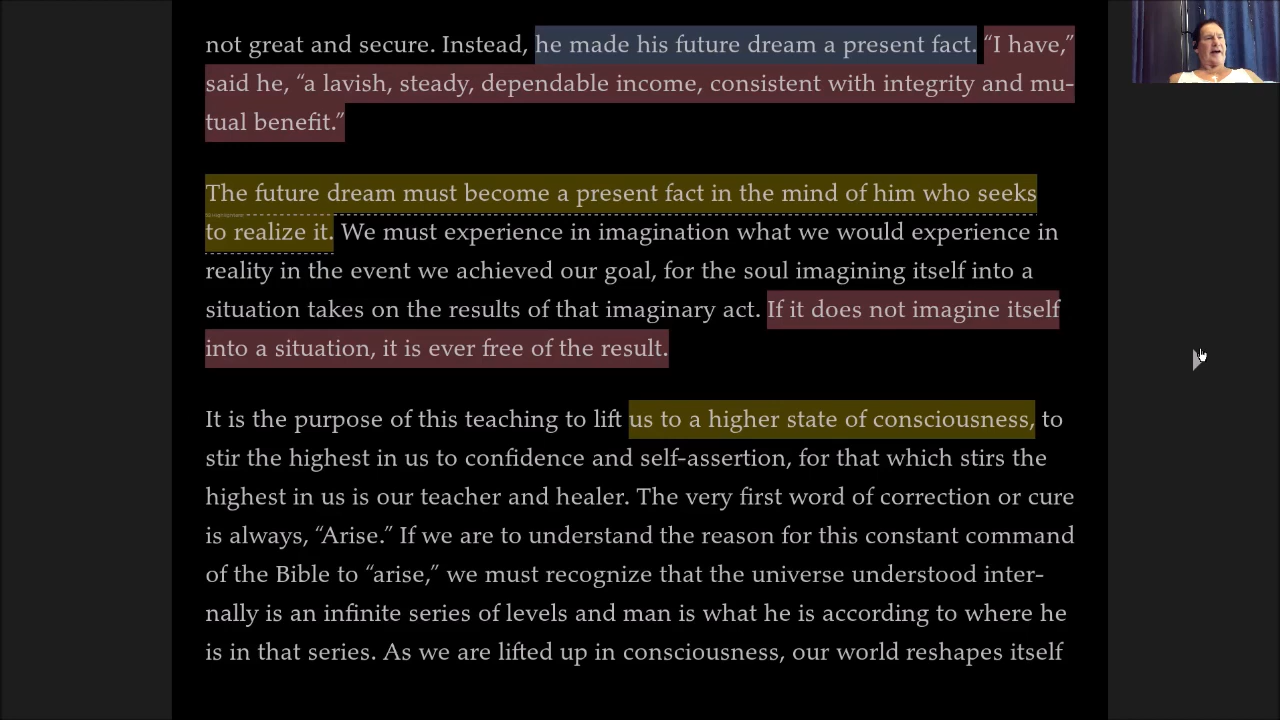 not great and secure. Instead, he made his future dream a present fact. “I have,”
said he, “a lavish, steady, dependable income, consistent with integrity and mu-
tual benefit.”
The future dream must become a present fact in the mind of him who seeks
to realize it. We must experience in imagination what we would experience in
reality in the event we achieved our goal, for the soul imagining itself into a
situation takes on the results of that imaginary act. If it does not imagine itself
into a situation, it is ever free of the result.
It is the purpose of this teaching to lift us to a higher state of consciousness, to
stir the highest in us to confidence and self-assertion, for that which stirs the
highest in us is our teacher and healer. The very first word of correction or cure
is always, “Arise.” If we are to understand the reason for this constant command
of the Bible to “arise,” we must recognize that the universe understood inter-
nally is an infinite series of levels and man is what he is according to where he
is in that series. As we are lifted up in consciousness, our world reshapes itself